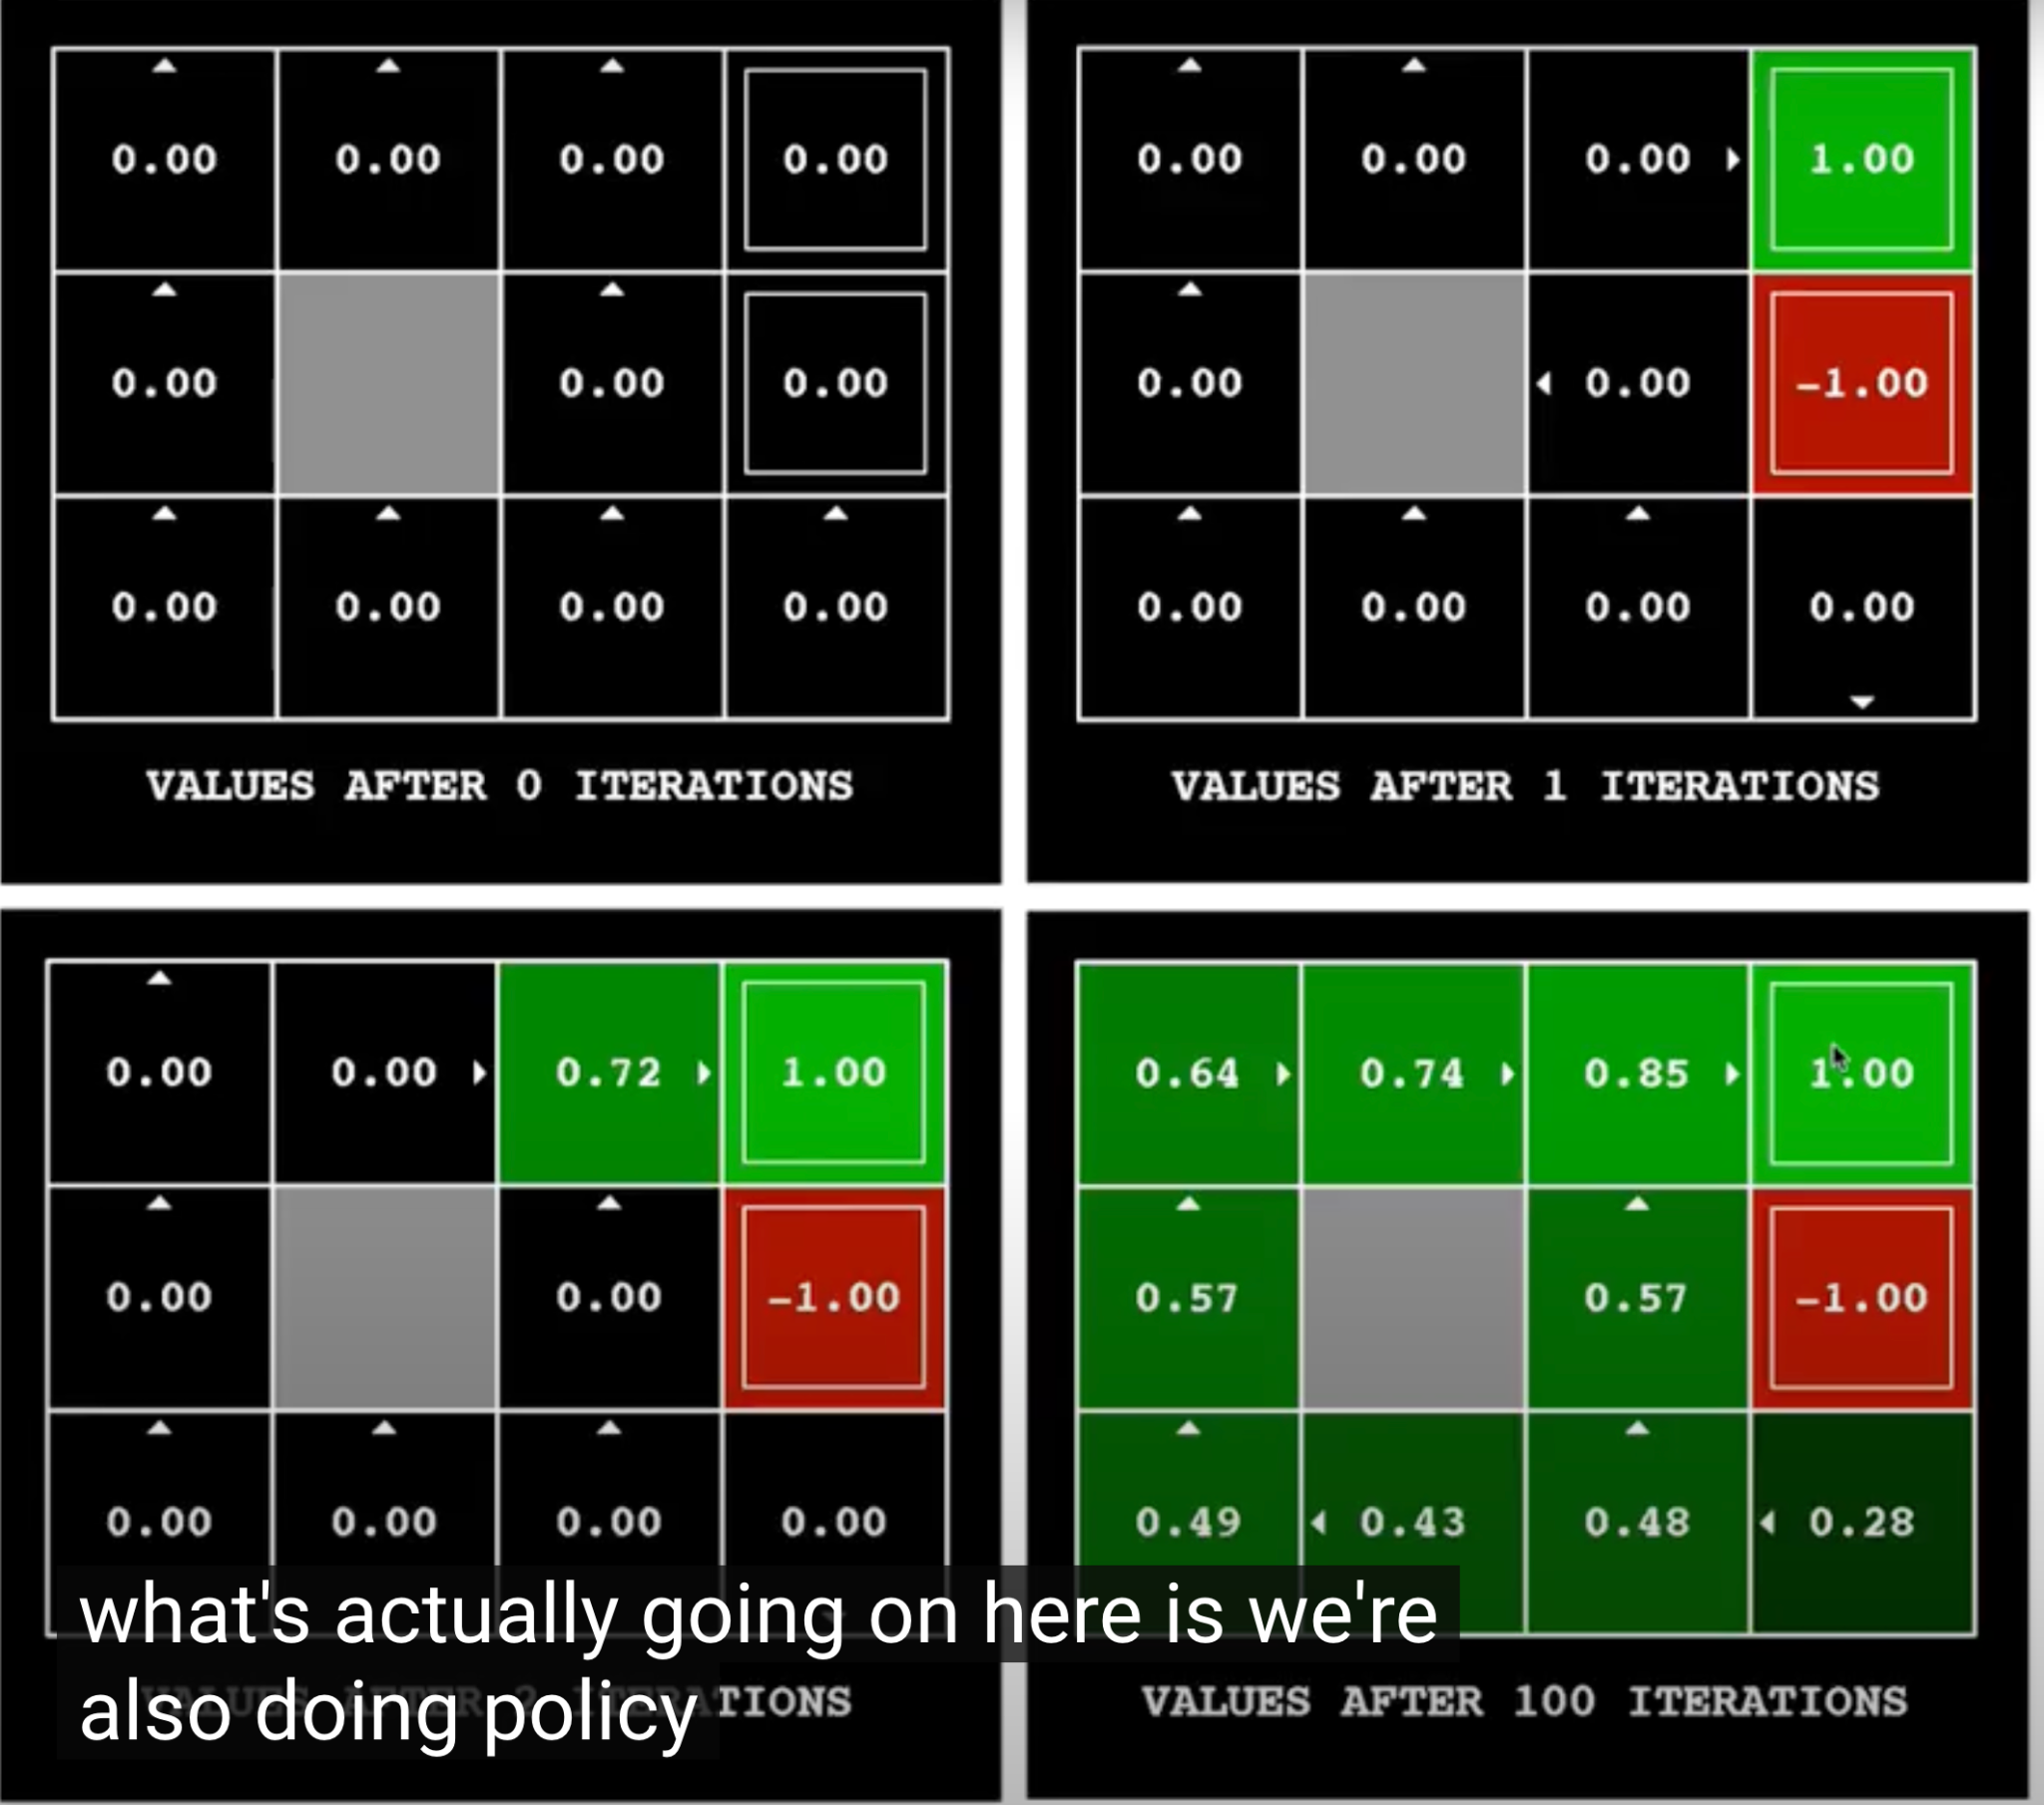 0.00 0.00 0.00 0.00
0.00 0.00 0.00
0.00 0.00 0.00 0.00
VALUES AFTER 0 ITERATIONS
0.00 0.00 0.00 1.00
0.00 0.00 -1.00
0.00 0.00 0.00 0.00
VALUES AFTER 1 ITERATIONS
0.00 0.00 0.72 1.00
0.00 0.00 -1.00
0.00 0.00 0.00 0.00
VALUES AFTER 2 ITERATIONS
0.64 0.74 0.85 1.00
0.57 0.57 -1.00
0.49 0.43 0.48 0.28
VALUES AFTER 100 ITERATIONS
what's actually going on here is we're
also doing policy